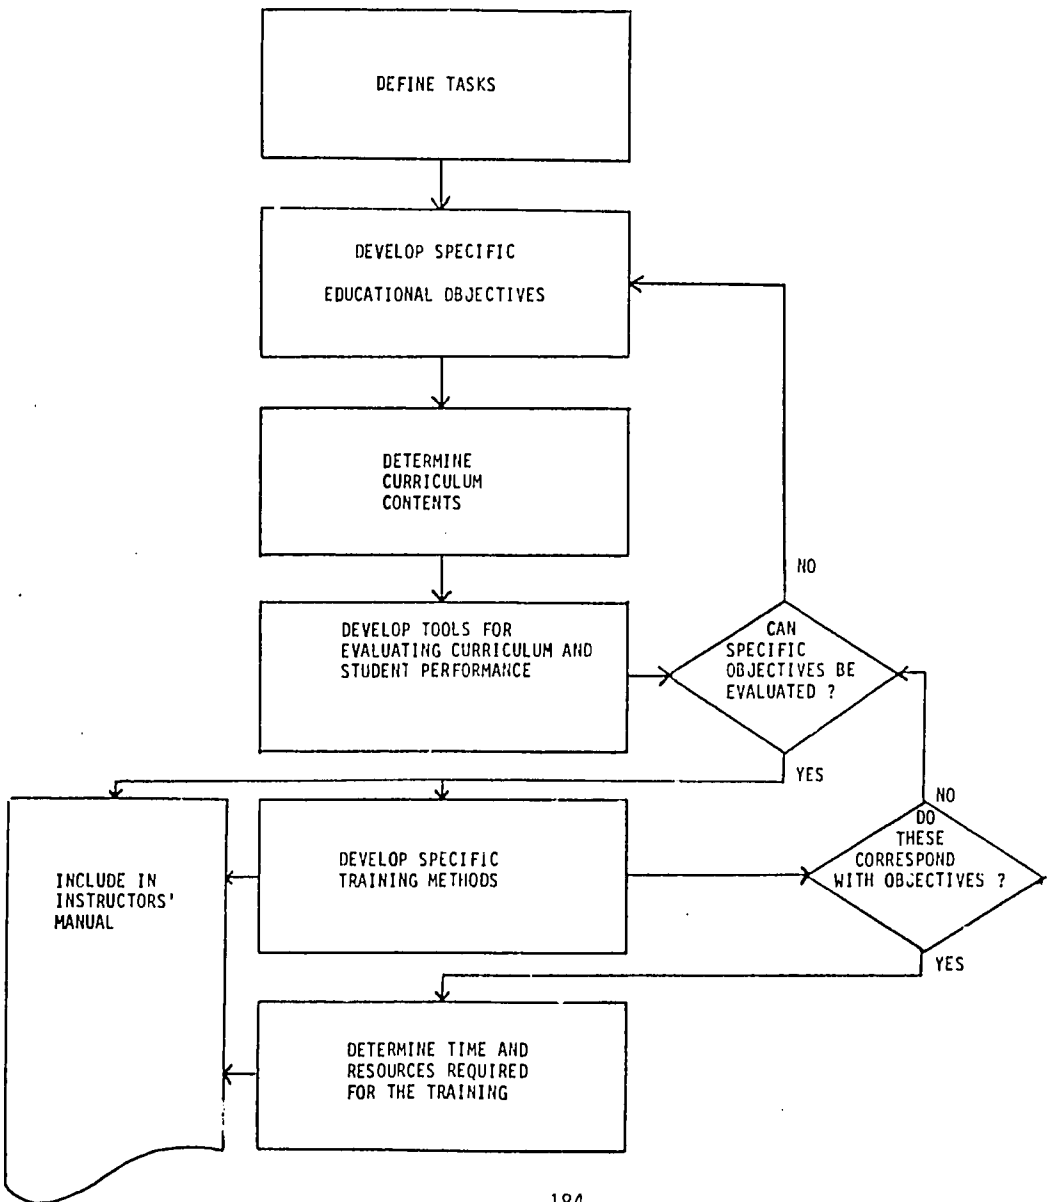 DEFINE TASKS
DEVELOP SPECIFIC
EDUCATIONAL OBJECTIVES
DETERMINE
CURRICULUM
CONTENTS
NO
DEVELOP TOOLS FOR
EVALUATING CURRICULUM AND
STUDENT PERFORMANCE
CAN
SPECIFIC
OBJECTIVES BE
EVALUATED ?
YES
NO
DO
THESE
CORRESPOND
WITH OBJECTIVES ?
DEVELOP SPECIFIC
TRAINING METHODS
INCLUDE IN
INSTRUCTORS'
MANUAL
YES
DETERMINE TIME AND
RESOURCES REQUIRED
FOR THE TRAINING
184